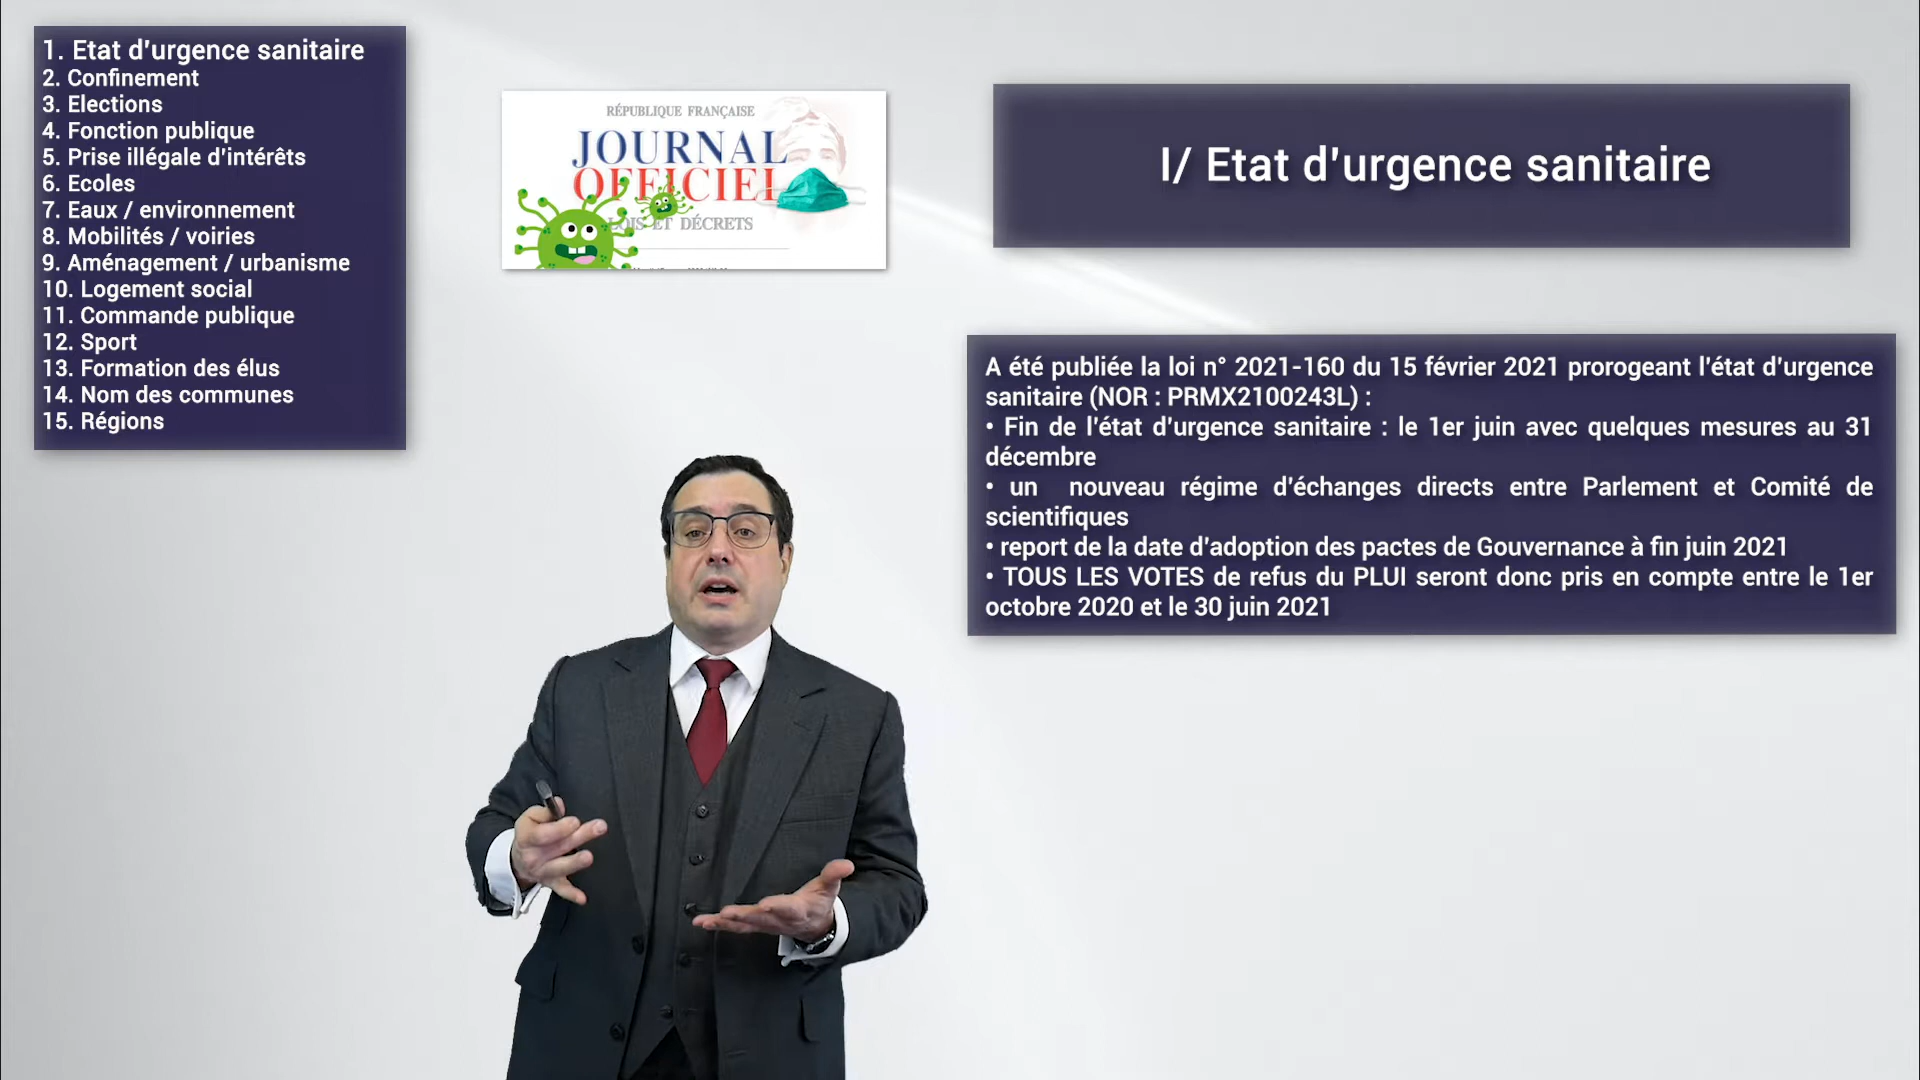 1. Etat d'urgence sanitaire
2. Confinement
3. Elections
4. Fonction publique
5. Prise illégale d'intérêts
6. Ecoles
7. Eaux / environnement
8. Mobilités / voiries
9. Aménagement / urbanisme
10. Logement social
11. Commande publique
12. Sport
13. Formation des élus
14. Nom des communes
15. Régions
RÉPUBLIQUE FRANÇAISE
JOURNAL
OFFICIEL
LOIS ET DÉCRETS
I/ Etat d'urgence sanitaire
A été publiée la loi n° 2021-160 du 15 février 2021 prorogeant l'état d'urgence
sanitaire (NOR : PRMX2100243L) :
• Fin de l'état d'urgence sanitaire : le 1er juin avec quelques mesures au 31
décembre
• un nouveau régime d'échanges directs entre Parlement et Comité de
scientifiques
• report de la date d'adoption des pactes de Gouvernance à fin juin 2021
• TOUS LES VOTES de refus du PLUI seront donc pris en compte entre le 1er
octobre 2020 et le 30 juin 2021